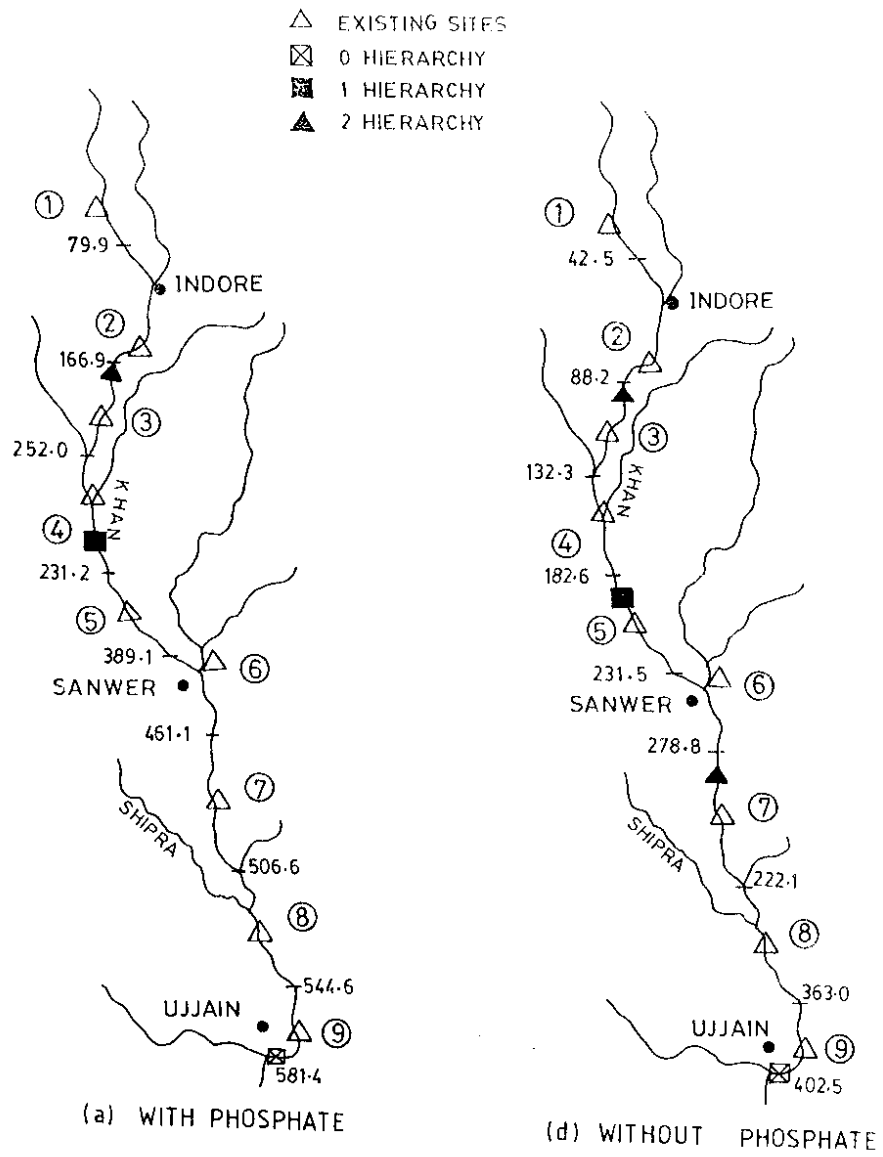 EXISTING SITES
0 HIERARCHY
1 HIERARCHY
2 HIERARCHY
①
79.9
INDORE
②
166.9
③
252.0
KHAN
④
231.2
⑤
389.1
⑥
SANWER
461.1
⑦
SHIPRA
506.6
⑧
544.6
UJJAIN
⑨
581.4
(a) WITH PHOSPHATE
①
42.5
INDORE
②
88.2
③
132.3
KHAN
④
182.6
⑤
231.5
⑥
SANWER
278.8
⑦
SHIPRA
222.1
⑧
363.0
UJJAIN
⑨
402.5
(d) WITHOUT PHOSPHATE